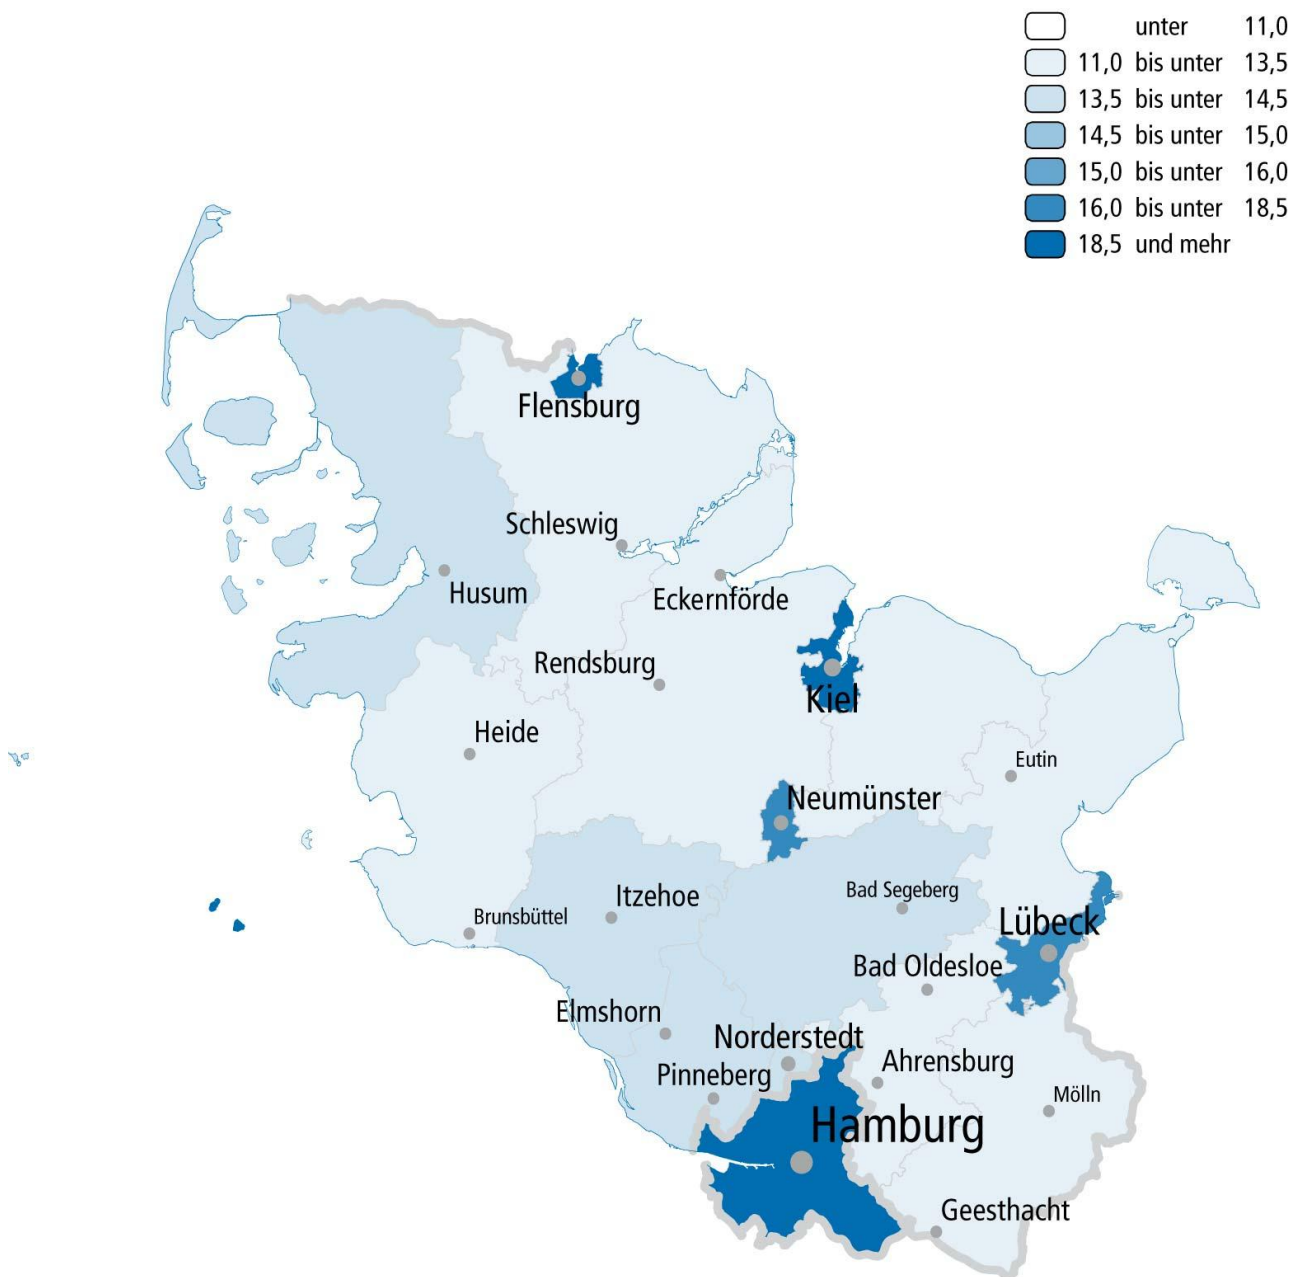 unter 11,0
11,0 bis unter 13,5
13,5 bis unter 14,5
14,5 bis unter 15,0
15,0 bis unter 16,0
16,0 bis unter 18,5
18,5 und mehr
Flensburg
Schleswig
Husum
Eckernförde
Rendsburg
Kiel
Heide
Eutin
Neumünster
Itzehoe
Bad Segeberg
Brunsbüttel
Lübeck
Bad Oldesloe
Elmshorn
Norderstedt
Pinneberg
Ahrensburg
Mölln
Hamburg
Geesthacht